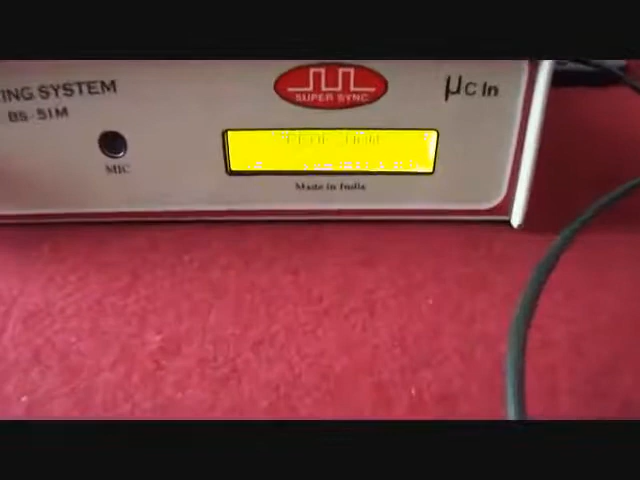 ING SYSTEM
BS-51M
MIC
SUPER SYNC
µC In
Made in India